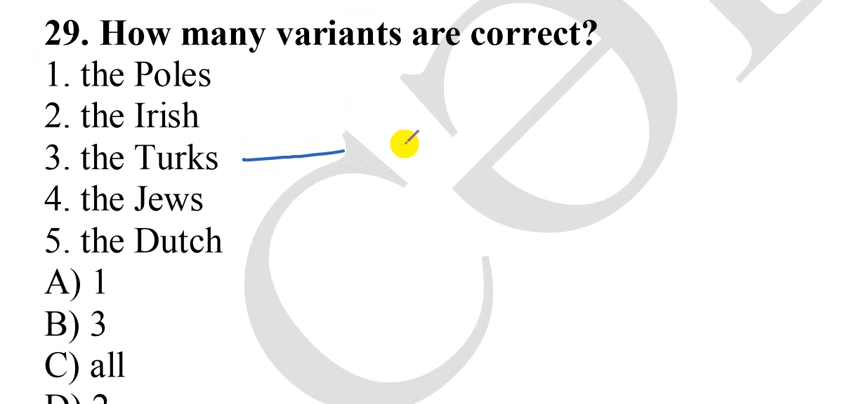 29. How many variants are correct?
1. the Poles
2. the Irish
3. the Turks
4. the Jews
5. the Dutch
A) 1
B) 3
C) all
D) 2